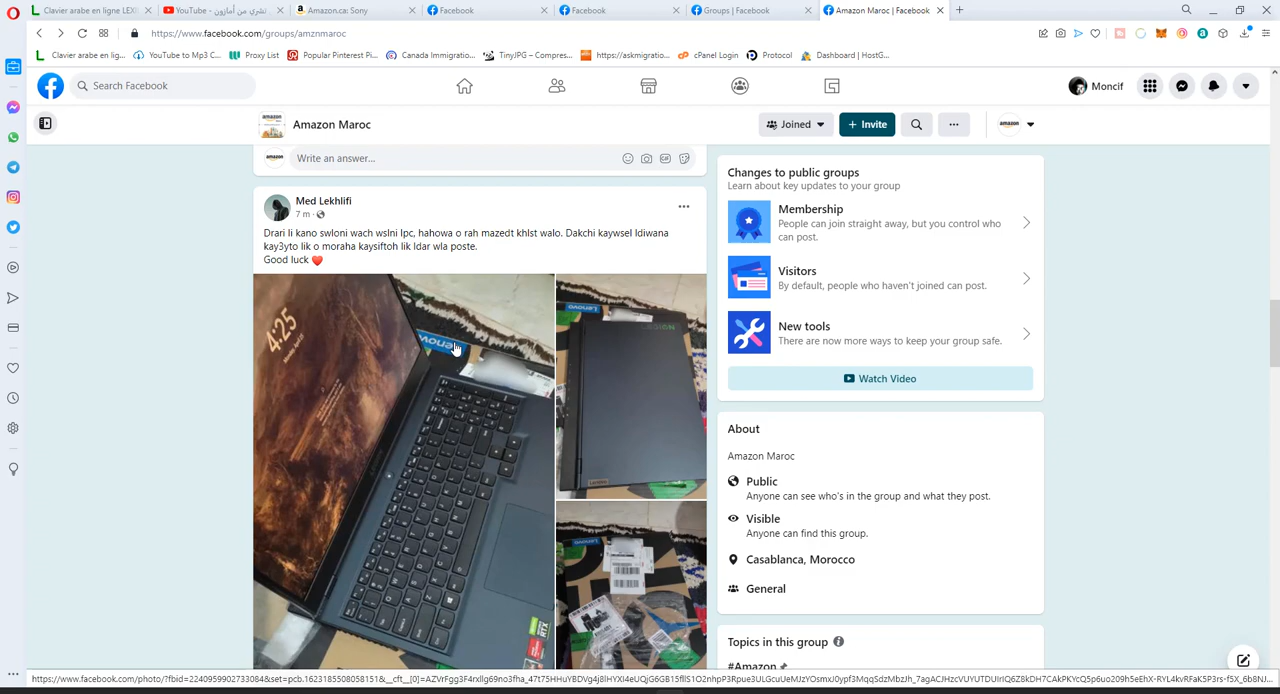 Clavier arabe en ligne LEXI
YouTube - تشري من أمازون
Amazon.ca: Sony
Facebook
Facebook
Groups | Facebook
Amazon Maroc | Facebook
https://www.facebook.com/groups/amznmaroc
Clavier arabe en lig...
YouTube to Mp3 C...
Proxy List
Popular Pinterest Pi...
Canada Immigratio...
TinyJPG – Compres...
https://askmigratio...
cPanel Login
Protocol
Dashboard | HostG...
Search Facebook
Moncif
Amazon Maroc
Joined
+ Invite
amazon
Write an answer...
Med Lekhlifi
7 m ·
Drari li kano swloni wach wslni lpc, hahowa o rah mazedt khlst walo. Dakchi kaywsel ldiwana
kay3yto lik o moraha kaysiftoh lik ldar wla poste.
Good luck ❤️
4:25
Lenovo
Lenovo
LEGION
Lenovo
RTX
Changes to public groups
Learn about key updates to your group
Membership
People can join straight away, but you control who
can post.
Visitors
By default, people who haven't joined can post.
New tools
There are now more ways to keep your group safe.
Watch Video
About
Amazon Maroc
Public
Anyone can see who's in the group and what they post.
Visible
Anyone can find this group.
Casablanca, Morocco
General
Topics in this group
#Amazon